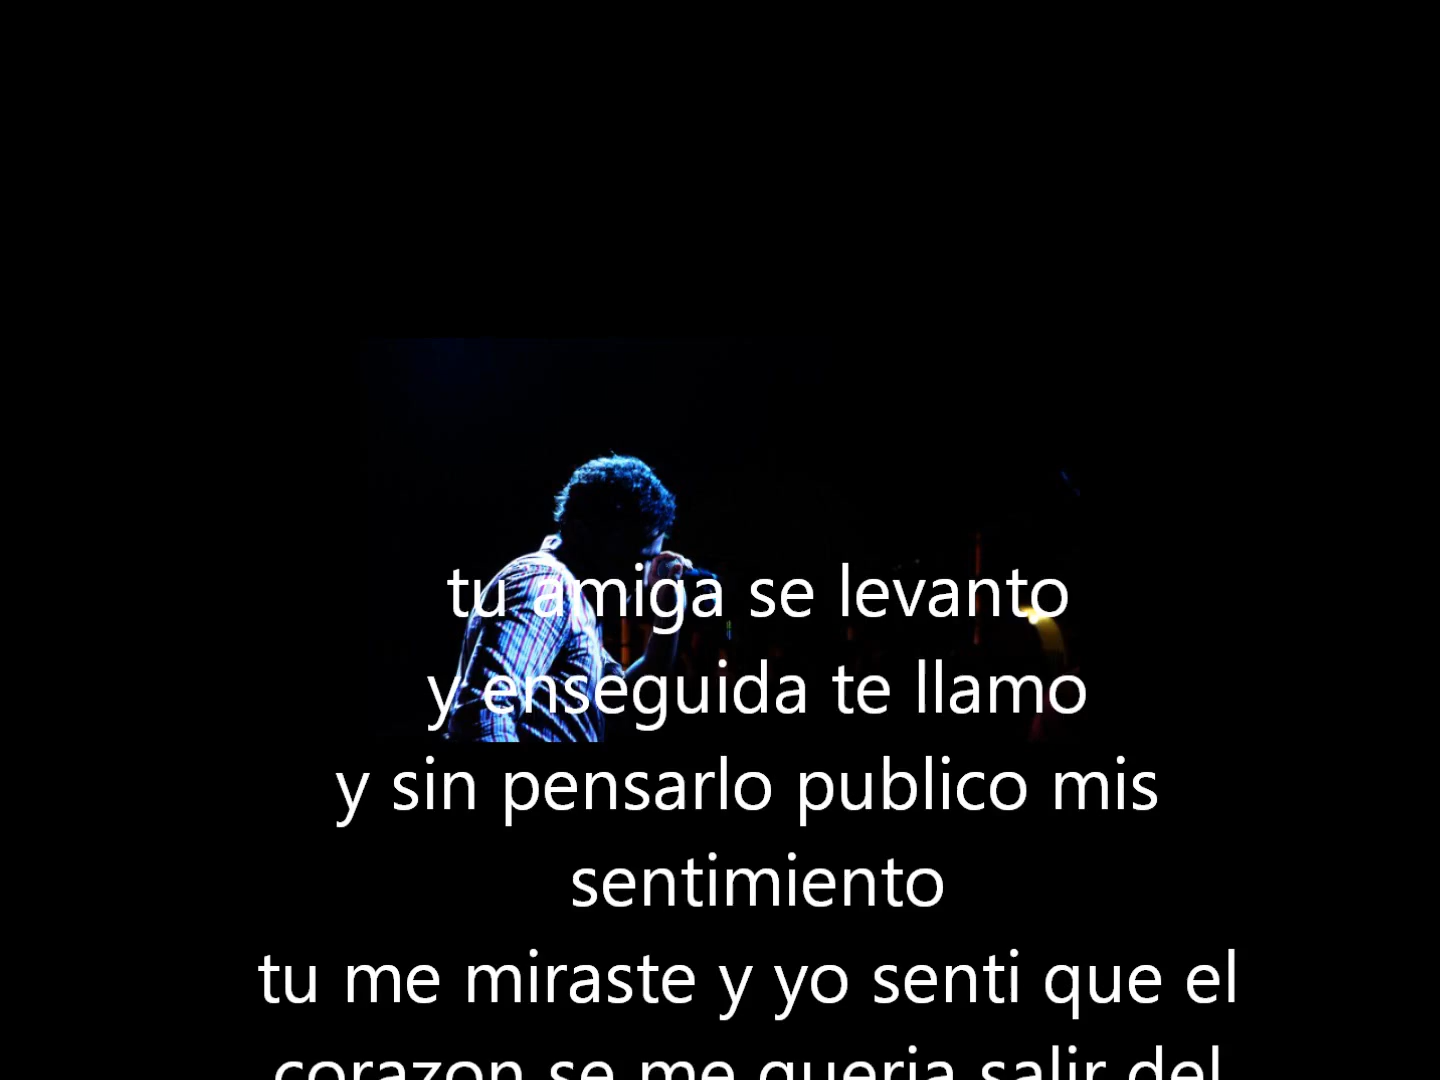 tu amiga se levanto
y enseguida te llamo
y sin pensarlo publico mis
sentimiento
tu me miraste y yo senti que el
corazon se me queria salir del